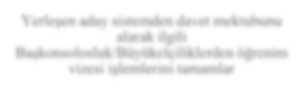 Yerleşen aday sistemden davet mektubunu
alarak ilgili
Başkonsolosluk/Büyükelçiliklerden öğrenim
vizesi işlemlerini tamamlar